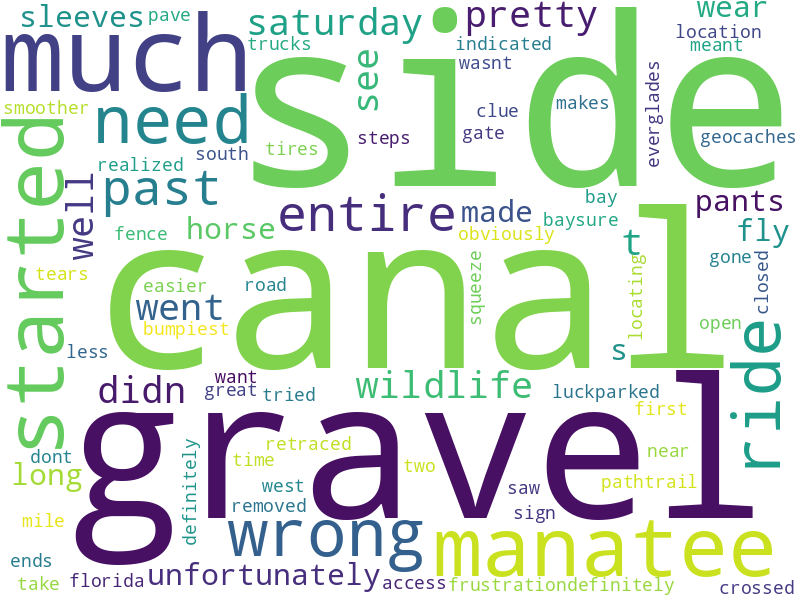 sleeves pave saturday pretty wear
much side trucks see indicated location
wasnt meant
smoother need clue makes everglades
steps gate geocaches
started realized south tires
well past entire made bay pants
horse baysure fly
fence obviously t gone
tears easier road squeeze locating closed
went
bumpiest canal open
less s ride
didn want wildlife luckparked
great tried first
dont gravel retraced near
long definitely time two pathtrail
west saw
mile removed sign
wrong manatee
ends
take florida unfortunately access frustrationdefinitely crossed